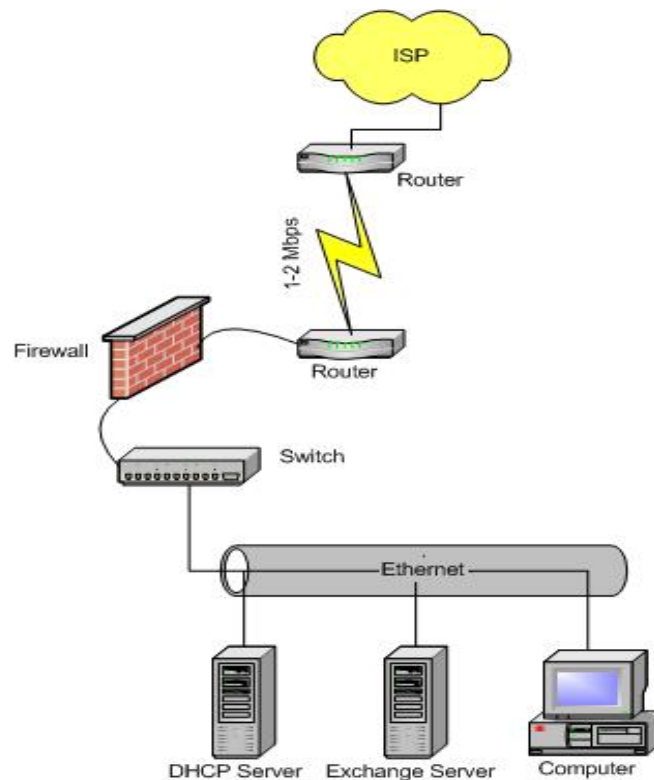 ISP
Router
1-2 Mbps
Firewall
Router
Switch
Ethernet
DHCP Server
Exchange Server
Computer